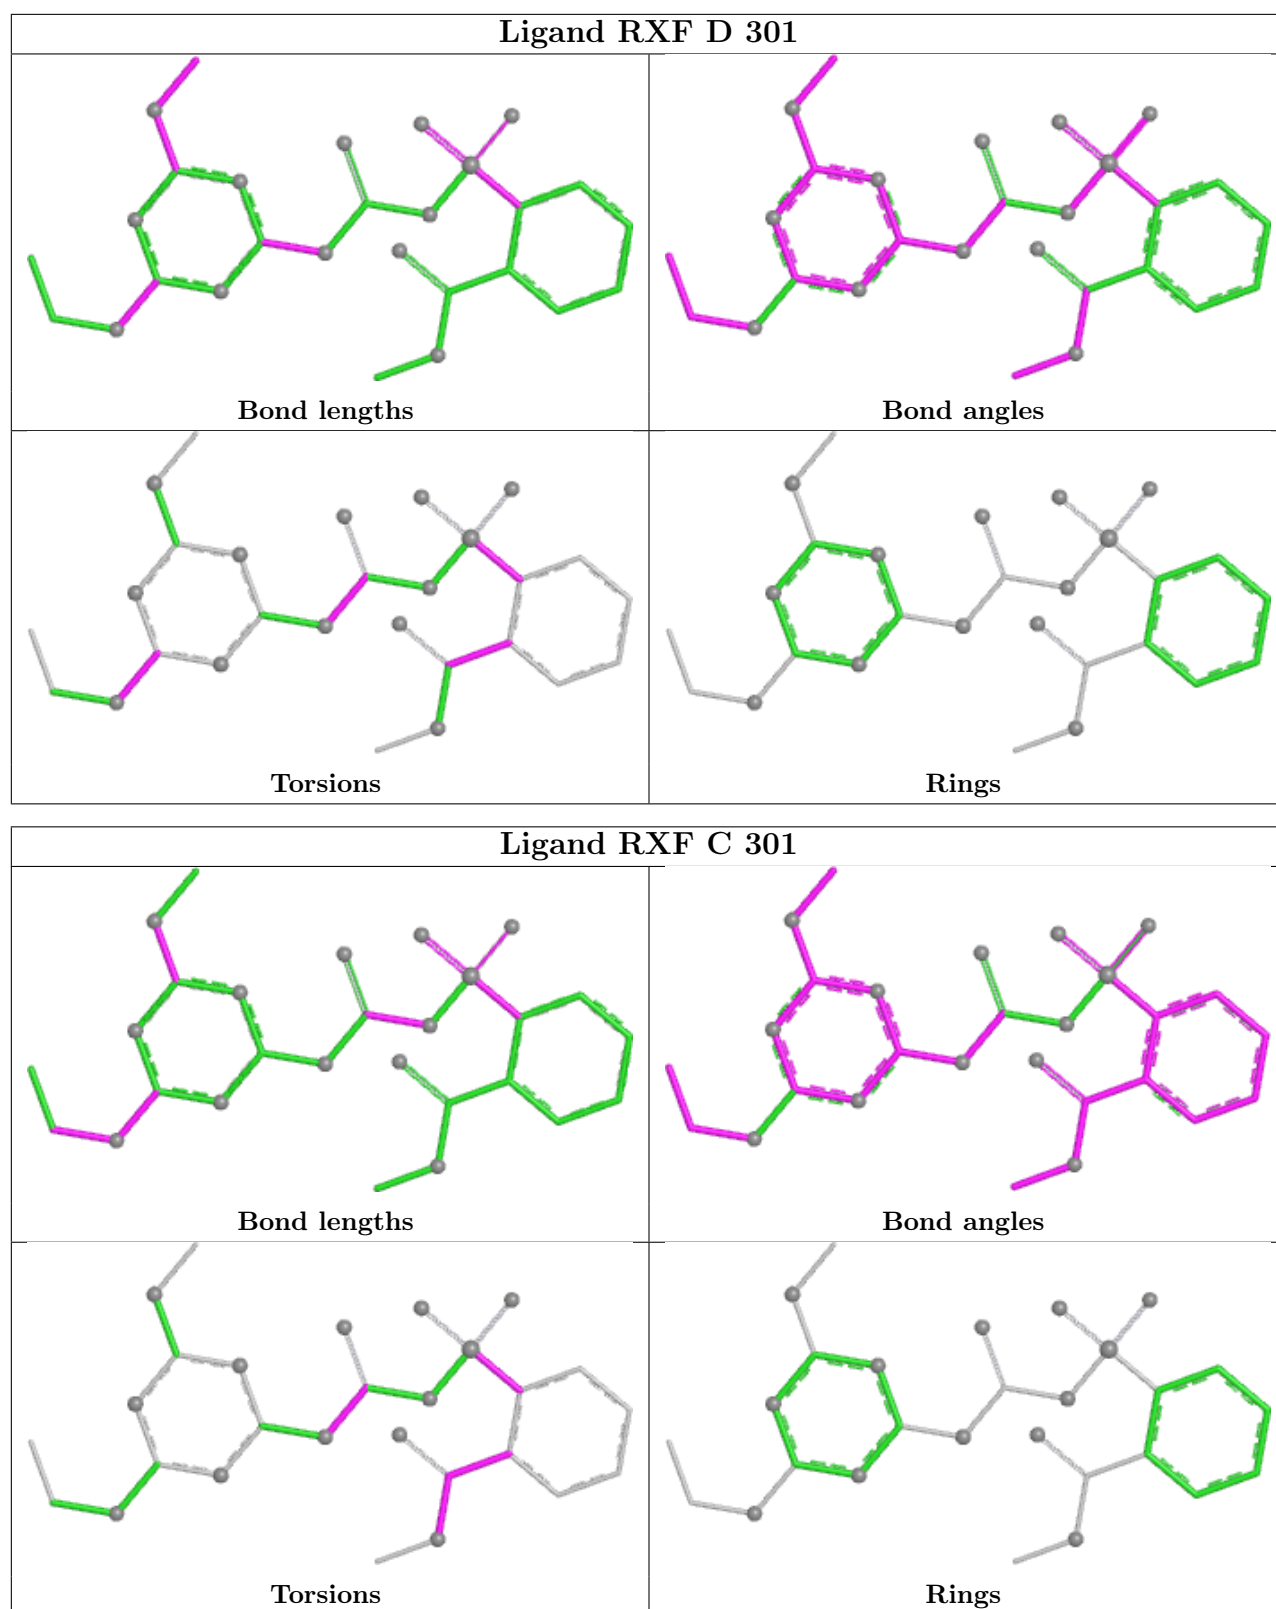 Ligand RXF D 301
Bond lengths
Bond angles
Torsions
Rings
Ligand RXF C 301
Bond lengths
Bond angles
Torsions
Rings